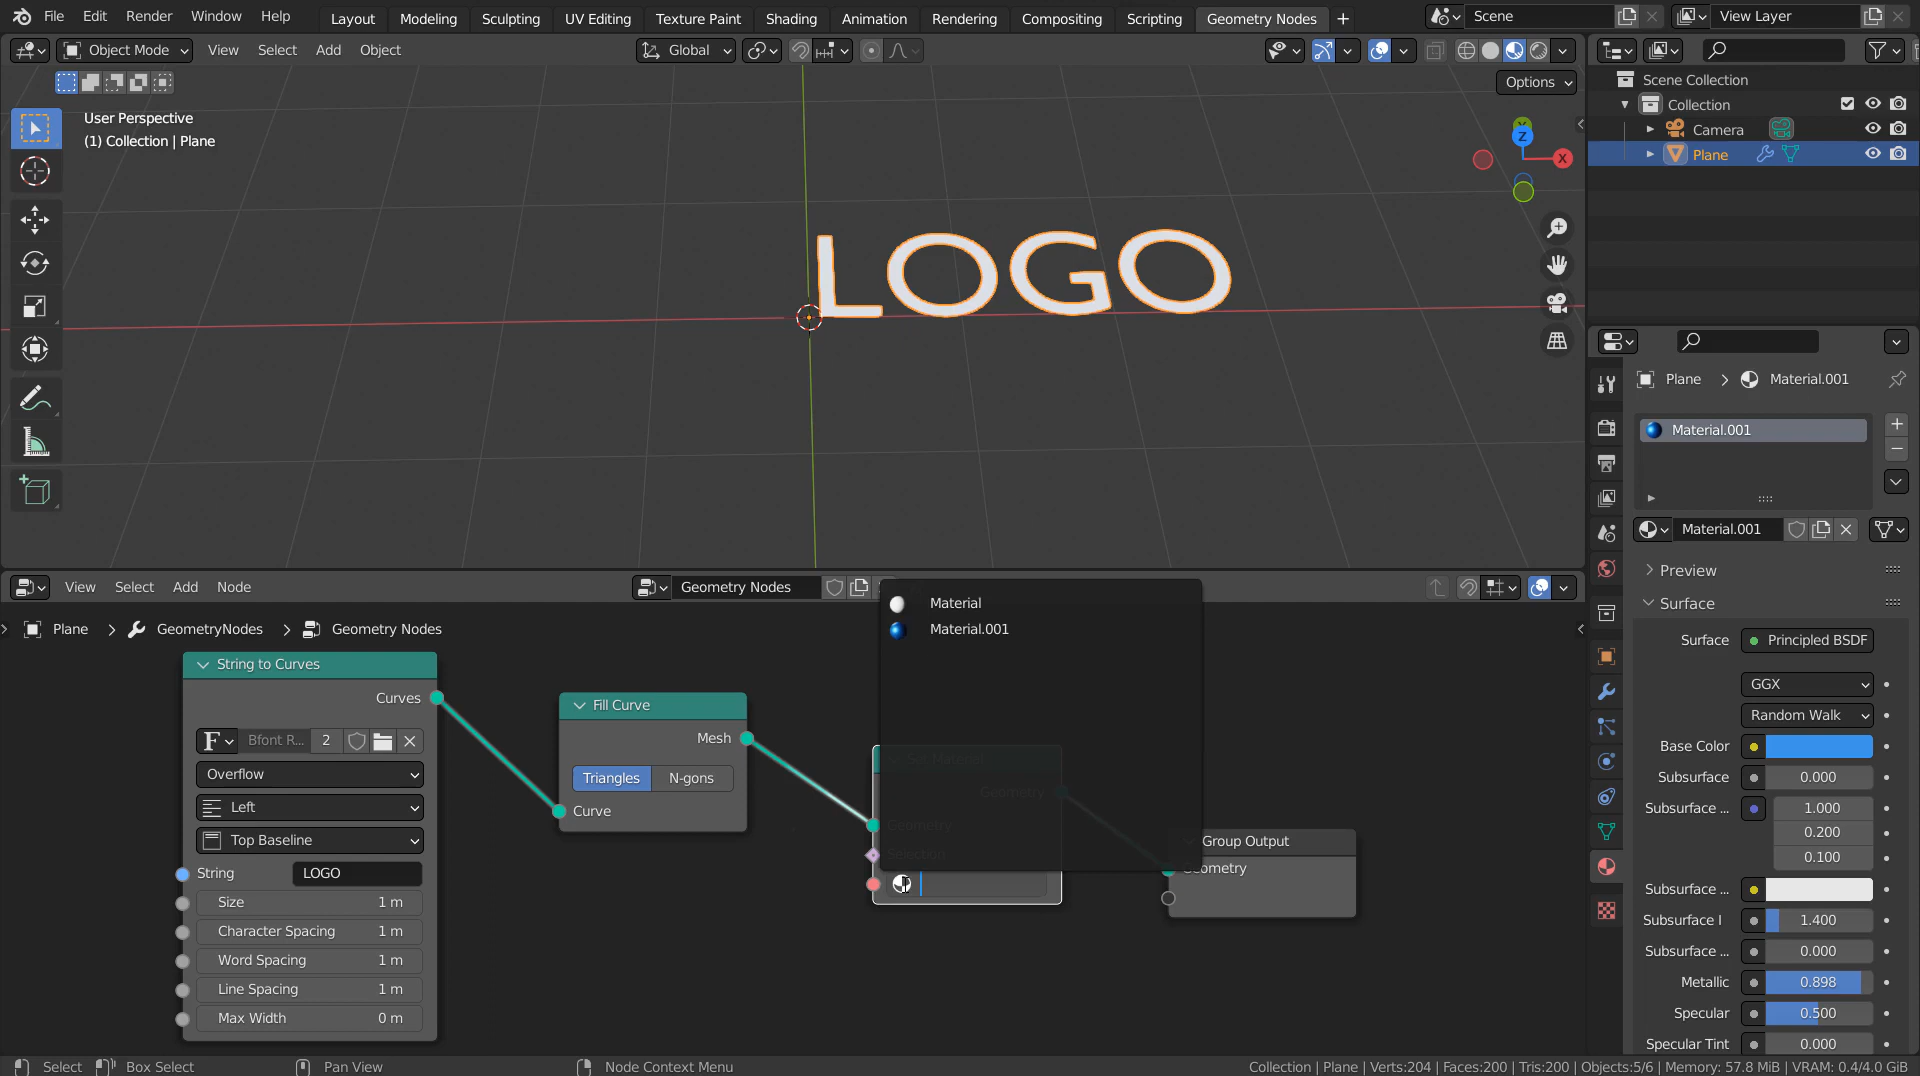 File Edit Render Window Help Layout Modeling Sculpting UV Editing Texture Paint Shading Animation Rendering Compositing Scripting Geometry Nodes + Scene View Layer
Object Mode View Select Add Object Global
Options
User Perspective
(1) Collection | Plane
Z
X
LOGO
Scene Collection
Collection
Camera
Plane
Plane > Material.001
Material.001
Material.001
Preview
Surface
Surface Principled BSDF
GGX
Random Walk
Base Color
Subsurface 0.000
Subsurface ... 1.000
0.200
0.100
Subsurface ...
Subsurface I 1.400
Subsurface ... 0.000
Metallic 0.898
Specular 0.500
Specular Tint 0.000
View Select Add Node Geometry Nodes
Plane > GeometryNodes > Geometry Nodes
String to Curves
Curves
F Bfont R... 2
Overflow
Left
Top Baseline
String LOGO
Size 1 m
Character Spacing 1 m
Word Spacing 1 m
Line Spacing 1 m
Max Width 0 m
Fill Curve
Mesh
Triangles N-gons
Curve
Material
Material.001
Set Material
Geometry
Geometry
Selection
Group Output
Geometry
Select Box Select Pan View Node Context Menu Collection | Plane | Verts:204 | Faces:200 | Tris:200 | Objects:5/6 | Memory: 57.8 MiB | VRAM: 0.4/4.0 GiB